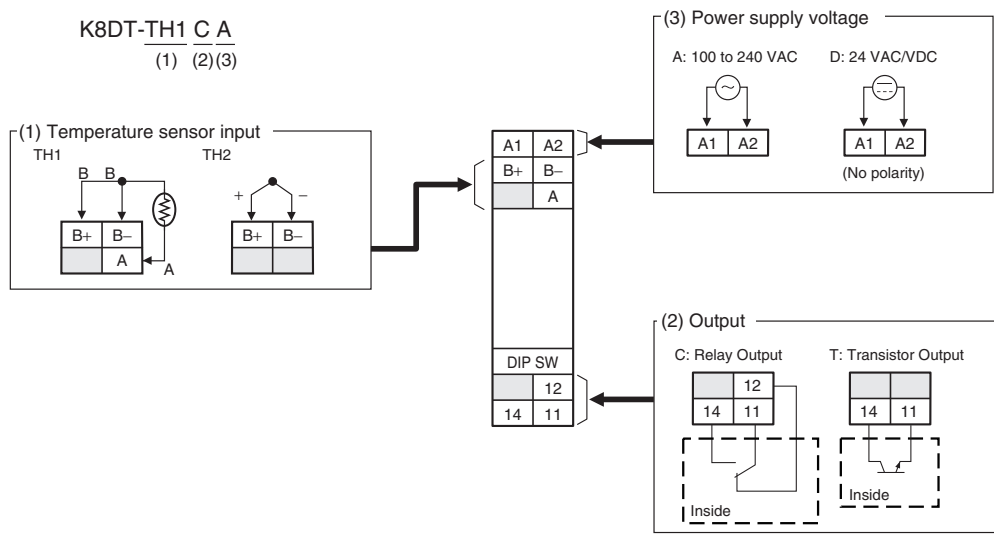 K8DT-TH1 C A
(1) (2)(3)
(1) Temperature sensor input
TH1
TH2
B B
B+ B−
A
A
+ −
B+ B−
A1 A2
B+ B−
A
DIP SW
12
14 11
(3) Power supply voltage
A: 100 to 240 VAC
D: 24 VAC/VDC
A1 A2
A1 A2
(No polarity)
(2) Output
C: Relay Output
T: Transistor Output
12
14 11
14 11
Inside
Inside